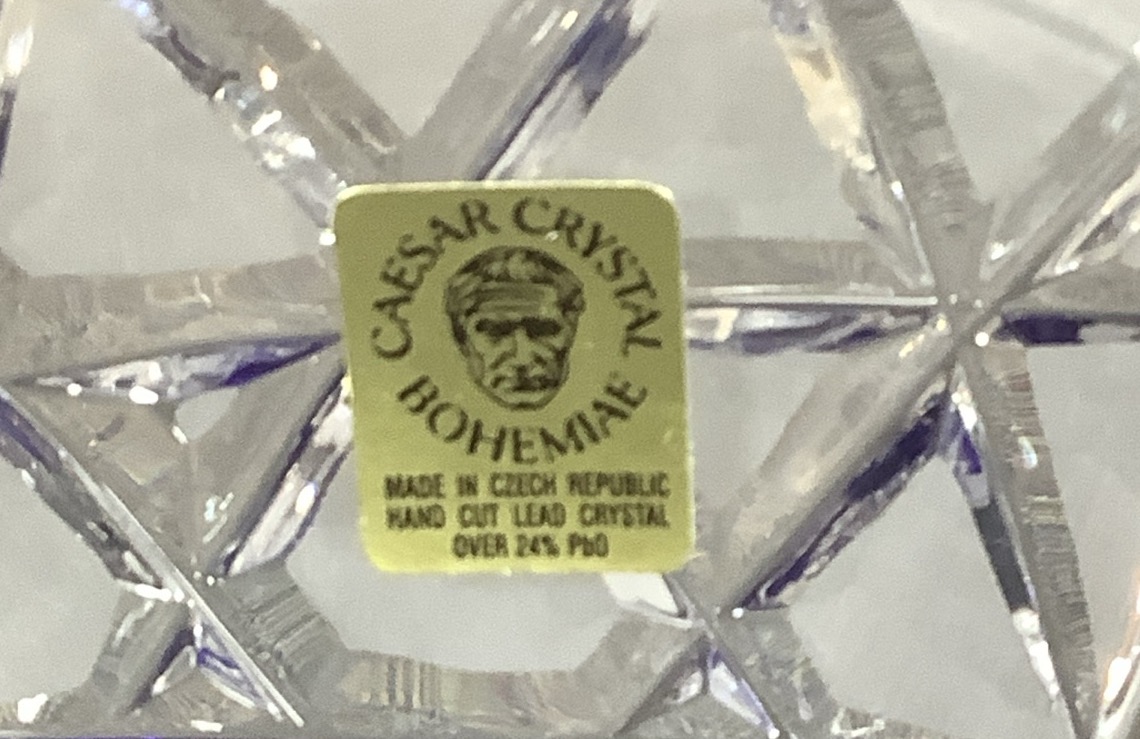 CAESAR CRYSTAL
BOHEMIAE
MADE IN CZECH REPUBLIC
HAND CUT LEAD CRYSTAL
OVER 24% PbO